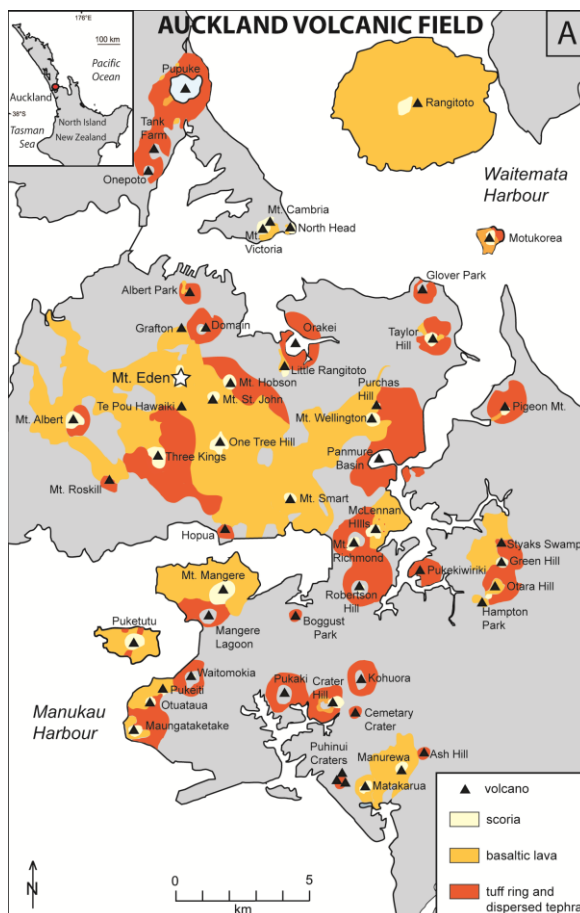 AUCKLAND VOLCANIC FIELD
A
176°E
100 km
Pacific
Ocean
Auckland
38°S
Tasman
Sea
North Island
New Zealand
Pupuke
Rangitoto
Tank
Farm
Onepoto
Waitemata
Harbour
Mt. Cambria
North Head
Mt.
Victoria
Motukorea
Albert Park
Glover Park
Grafton
Domain
Orakei
Taylor
Hill
Mt. Eden
Little Rangitoto
Mt. Hobson
Purchas
Hill
Mt. St. John
Te Pou Hawaiki
Pigeon Mt.
Mt. Albert
Mt. Wellington
One Tree Hill
Three Kings
Panmure
Basin
Mt. Roskill
Mt. Smart
McLennan
Hills
Hopua
Mt
Richmond
Styaks Swamp
Green Hill
Pukekiwiriki
Otara Hill
Mt. Mangere
Robertson
Hill
Hampton
Park
Puketutu
Mangere
Lagoon
Boggust
Park
Waitomokia
Pukaki
Crater
Hill
Kohuora
Pukeiti
Otuataua
Manukau
Harbour
Maungataketake
Cemetary
Crater
Puhinui
Craters
Manurewa
Ash Hill
Matakarua
volcano
scoria
basaltic lava
tuff ring and
dispersed tephra
N
0
5
10
km